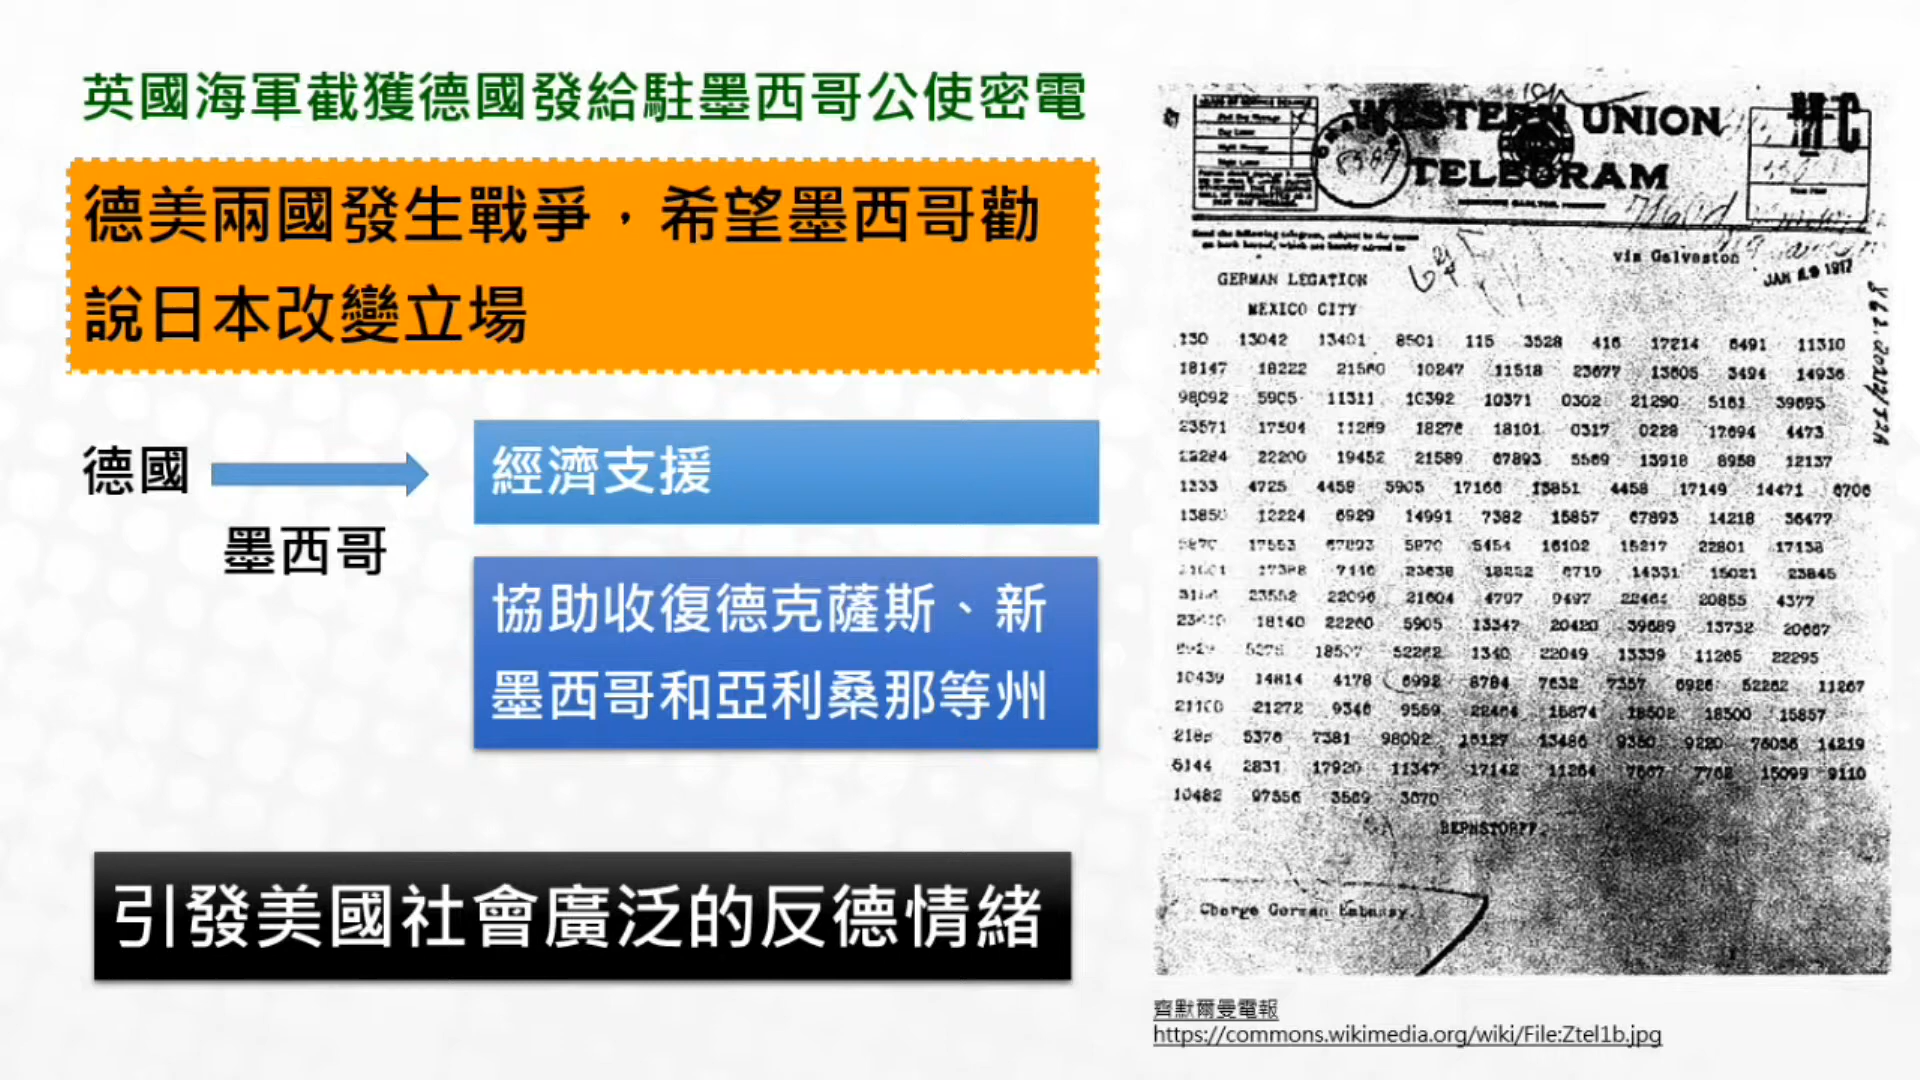 英國海軍截獲德國發給駐墨西哥公使密電
德美兩國發生戰爭，希望墨西哥勸
說日本改變立場
德國
墨西哥
經濟支援
協助收復德克薩斯、新
墨西哥和亞利桑那等州
引發美國社會廣泛的反德情緒
WESTERN UNION
TELEGRAM
via Galveston
JAN 19 1917
GERMAN LEGATION
MEXICO CITY
130 13042 13401 8501 115 3528 416 17214 6491 11310
18147 18222 21560 10247 11518 23677 13605 3494 14936
98092 5905 11311 10392 10371 0302 21290 5161 39695
23571 17504 11269 18276 18101 0317 0228 17694 4473
22284 22200 19452 21589 67893 5569 13918 8958 12137
1333 4725 4458 5905 17166 13851 4458 17149 14471 6706
13850 12224 6929 14991 7382 15857 67893 14218 36477
5870 17553 67893 5870 5454 16102 15217 22801 17138
17388 7446 23638 18222 6719 14331 15021 23845
23552 22096 21604 4797 9497 22464 20855 4377
18140 22260 5905 13347 20420 39689 13732 20667
18507 52262 1340 22049 13339 11265 22295
10439 14814 4178 6992 8784 7632 7357 6926 52262 11267
21100 21272 9346 9559 22464 15874 18502 18500 15857
5376 7381 98092 16127 13486 9350 9220 76036 14219
5144 2831 17920 11347 17142 11264 7667 7762 15099 9110
10482 97556 3569 3670
BERNSTORFF.
Charge German Embassy.
齊默爾曼電報
https://commons.wikimedia.org/wiki/File:Ztel1b.jpg